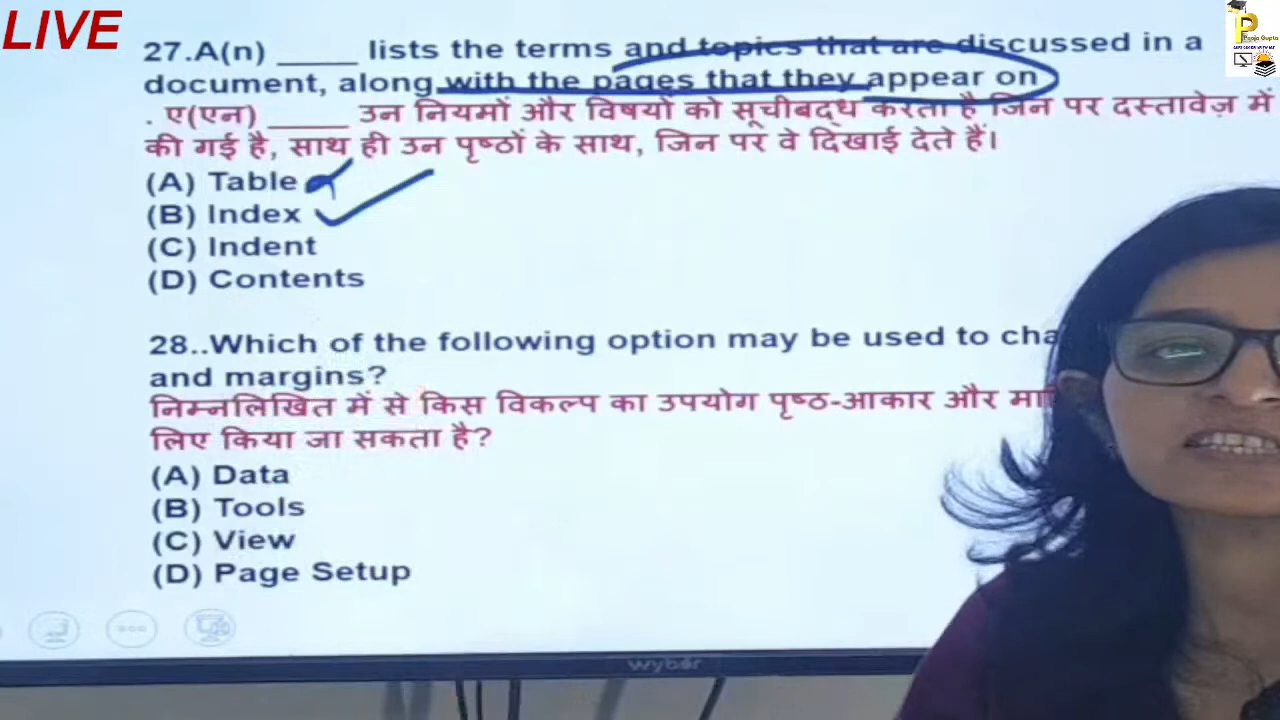 LIVE
27.A(n) _____ lists the terms and topics that are discussed in a
document, along with the pages that they appear on
. ए(एन) _____ उन नियमों और विषयों को सूचीबद्ध करता है जिन पर दस्तावेज़ में
की गई है, साथ ही उन पृष्ठों के साथ, जिन पर वे दिखाई देते हैं।
(A) Table
(B) Index
(C) Indent
(D) Contents
28..Which of the following option may be used to cha
and margins?
निम्नलिखित में से किस विकल्प का उपयोग पृष्ठ-आकार और
लिए किया जा सकता है?
(A) Data
(B) Tools
(C) View
(D) Page Setup
Pooja Gupta